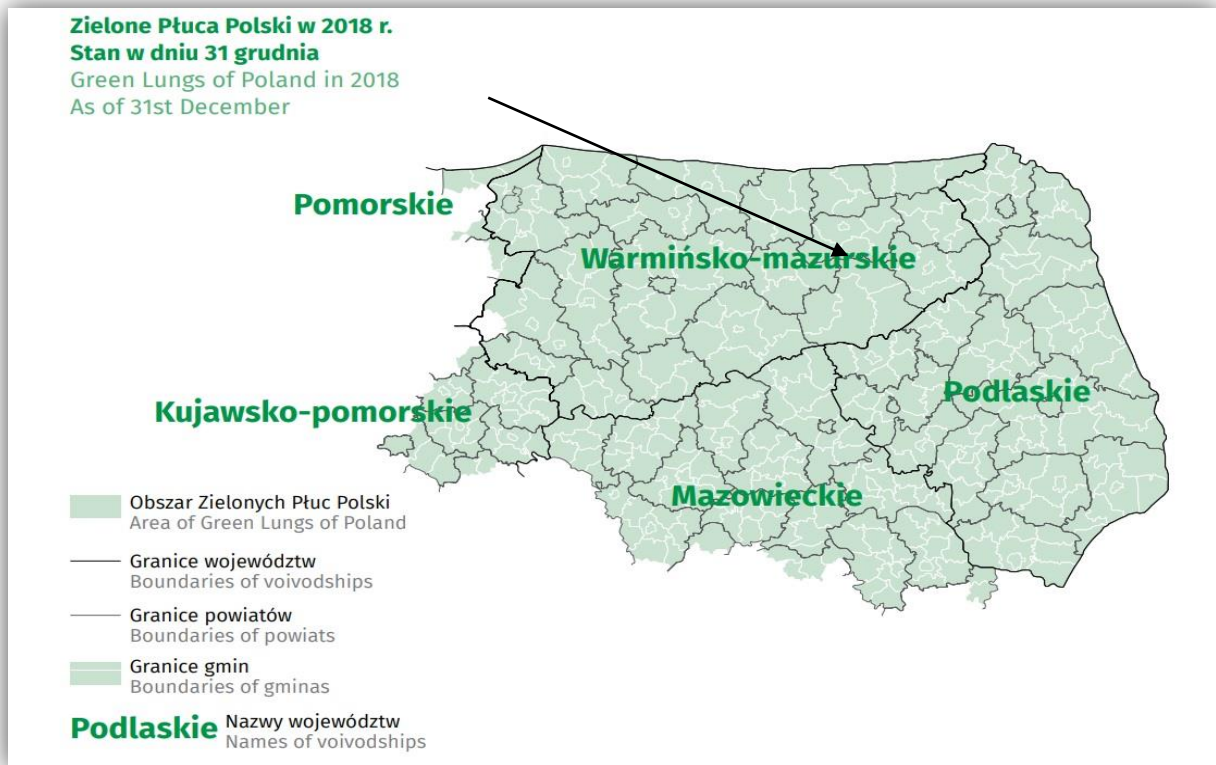 Zielone Płuca Polski w 2018 r.
Stan w dniu 31 grudnia
Green Lungs of Poland in 2018
As of 31st December
Pomorskie
Warmińsko-mazurskie
Podlaskie
Kujawsko-pomorskie
Mazowieckie
Obszar Zielonych Płuc Polski
Area of Green Lungs of Poland
Granice województw
Boundaries of voivodships
Granice powiatów
Boundaries of powiats
Granice gmin
Boundaries of gminas
Podlaskie Nazwy województw
Names of voivodships